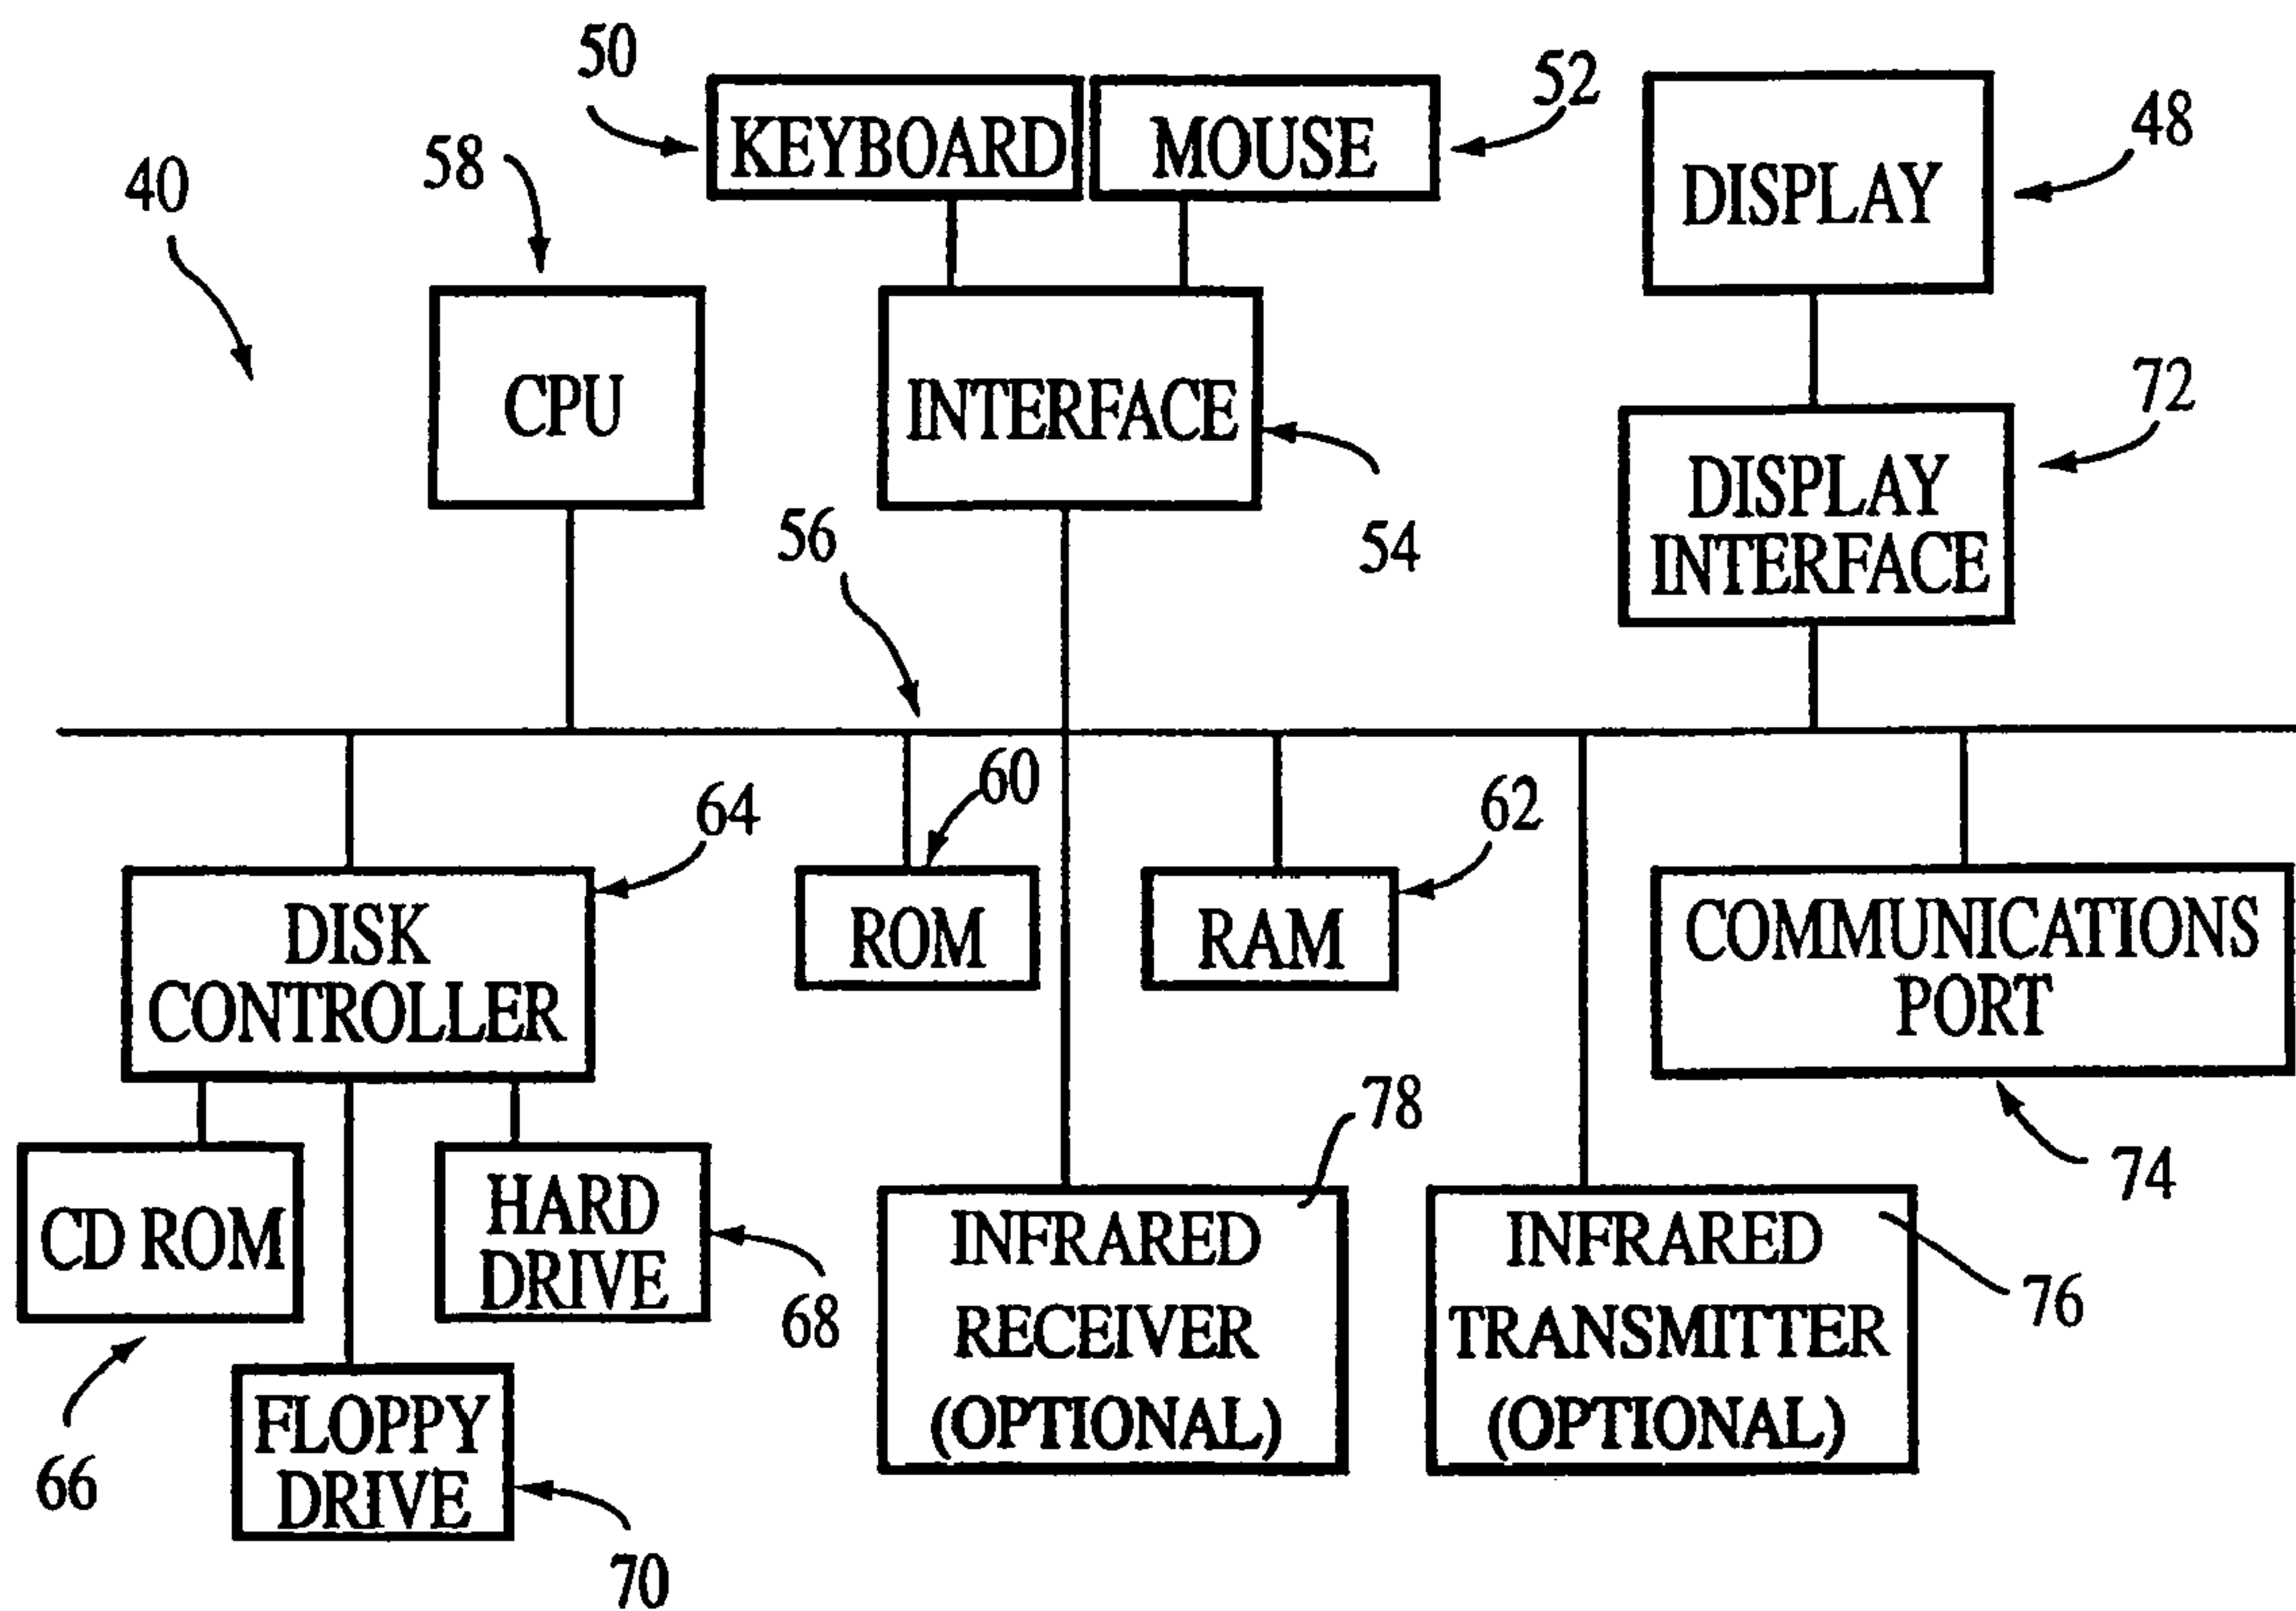 50
KEYBOARD
MOUSE
52
DISPLAY
48
40
58
CPU
INTERFACE
54
72
DISPLAY
INTERFACE
56
64
60
62
DISK
CONTROLLER
ROM
RAM
COMMUNICATIONS
PORT
74
CD ROM
66
HARD
DRIVE
68
FLOPPY
DRIVE
70
78
INFRARED
RECEIVER
(OPTIONAL)
INFRARED
TRANSMITTER
(OPTIONAL)
76